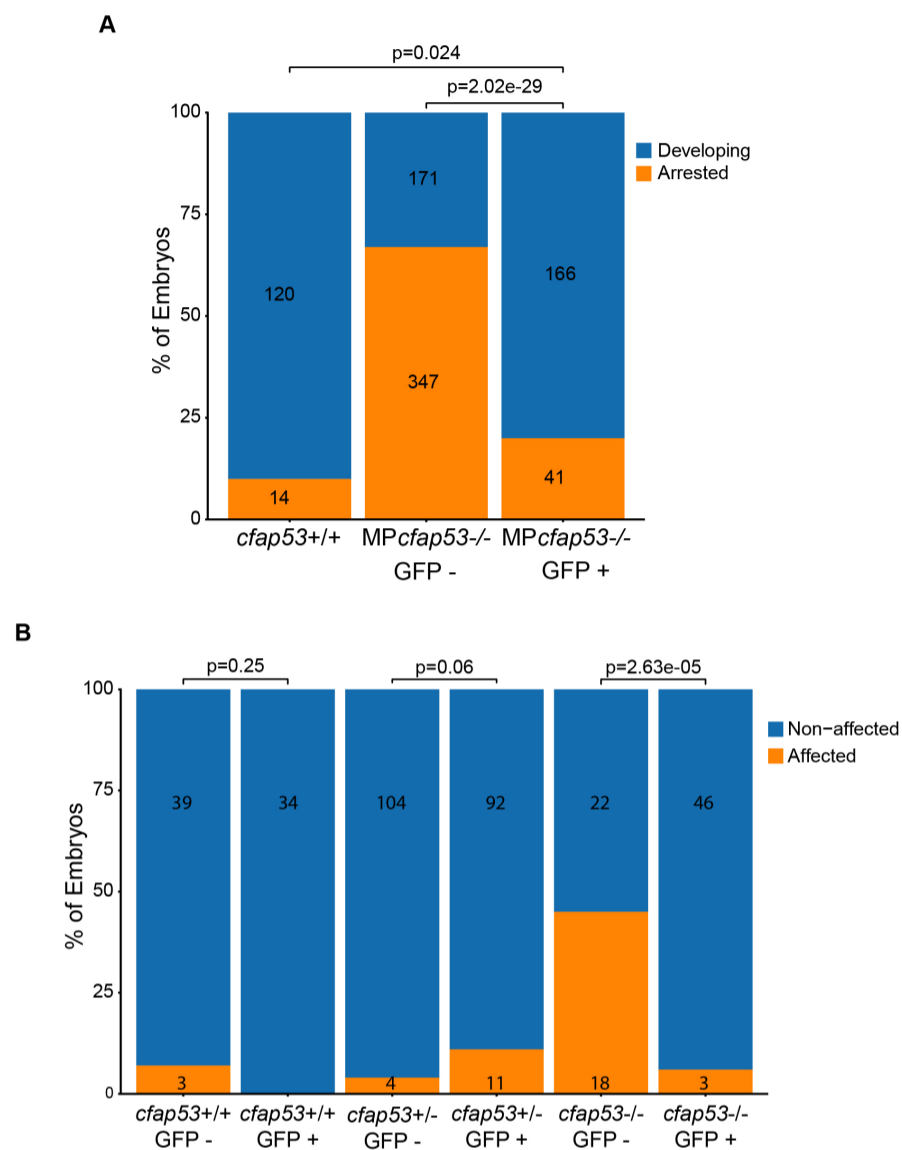 A
p=0.024
p=2.02e-29
100
75
50
25
0
% of Embryos
120
14
171
347
166
41
Developing
Arrested
cfap53+/+
MPcfap53-/-
GFP -
MPcfap53-/-
GFP +
B
p=0.25
p=0.06
p=2.63e-05
100
75
50
25
0
% of Embryos
39
34
104
92
22
46
3
4
11
18
3
Non−affected
Affected
cfap53+/+
GFP -
cfap53+/+
GFP +
cfap53+/-
GFP -
cfap53+/-
GFP +
cfap53-/-
GFP -
cfap53-/-
GFP +